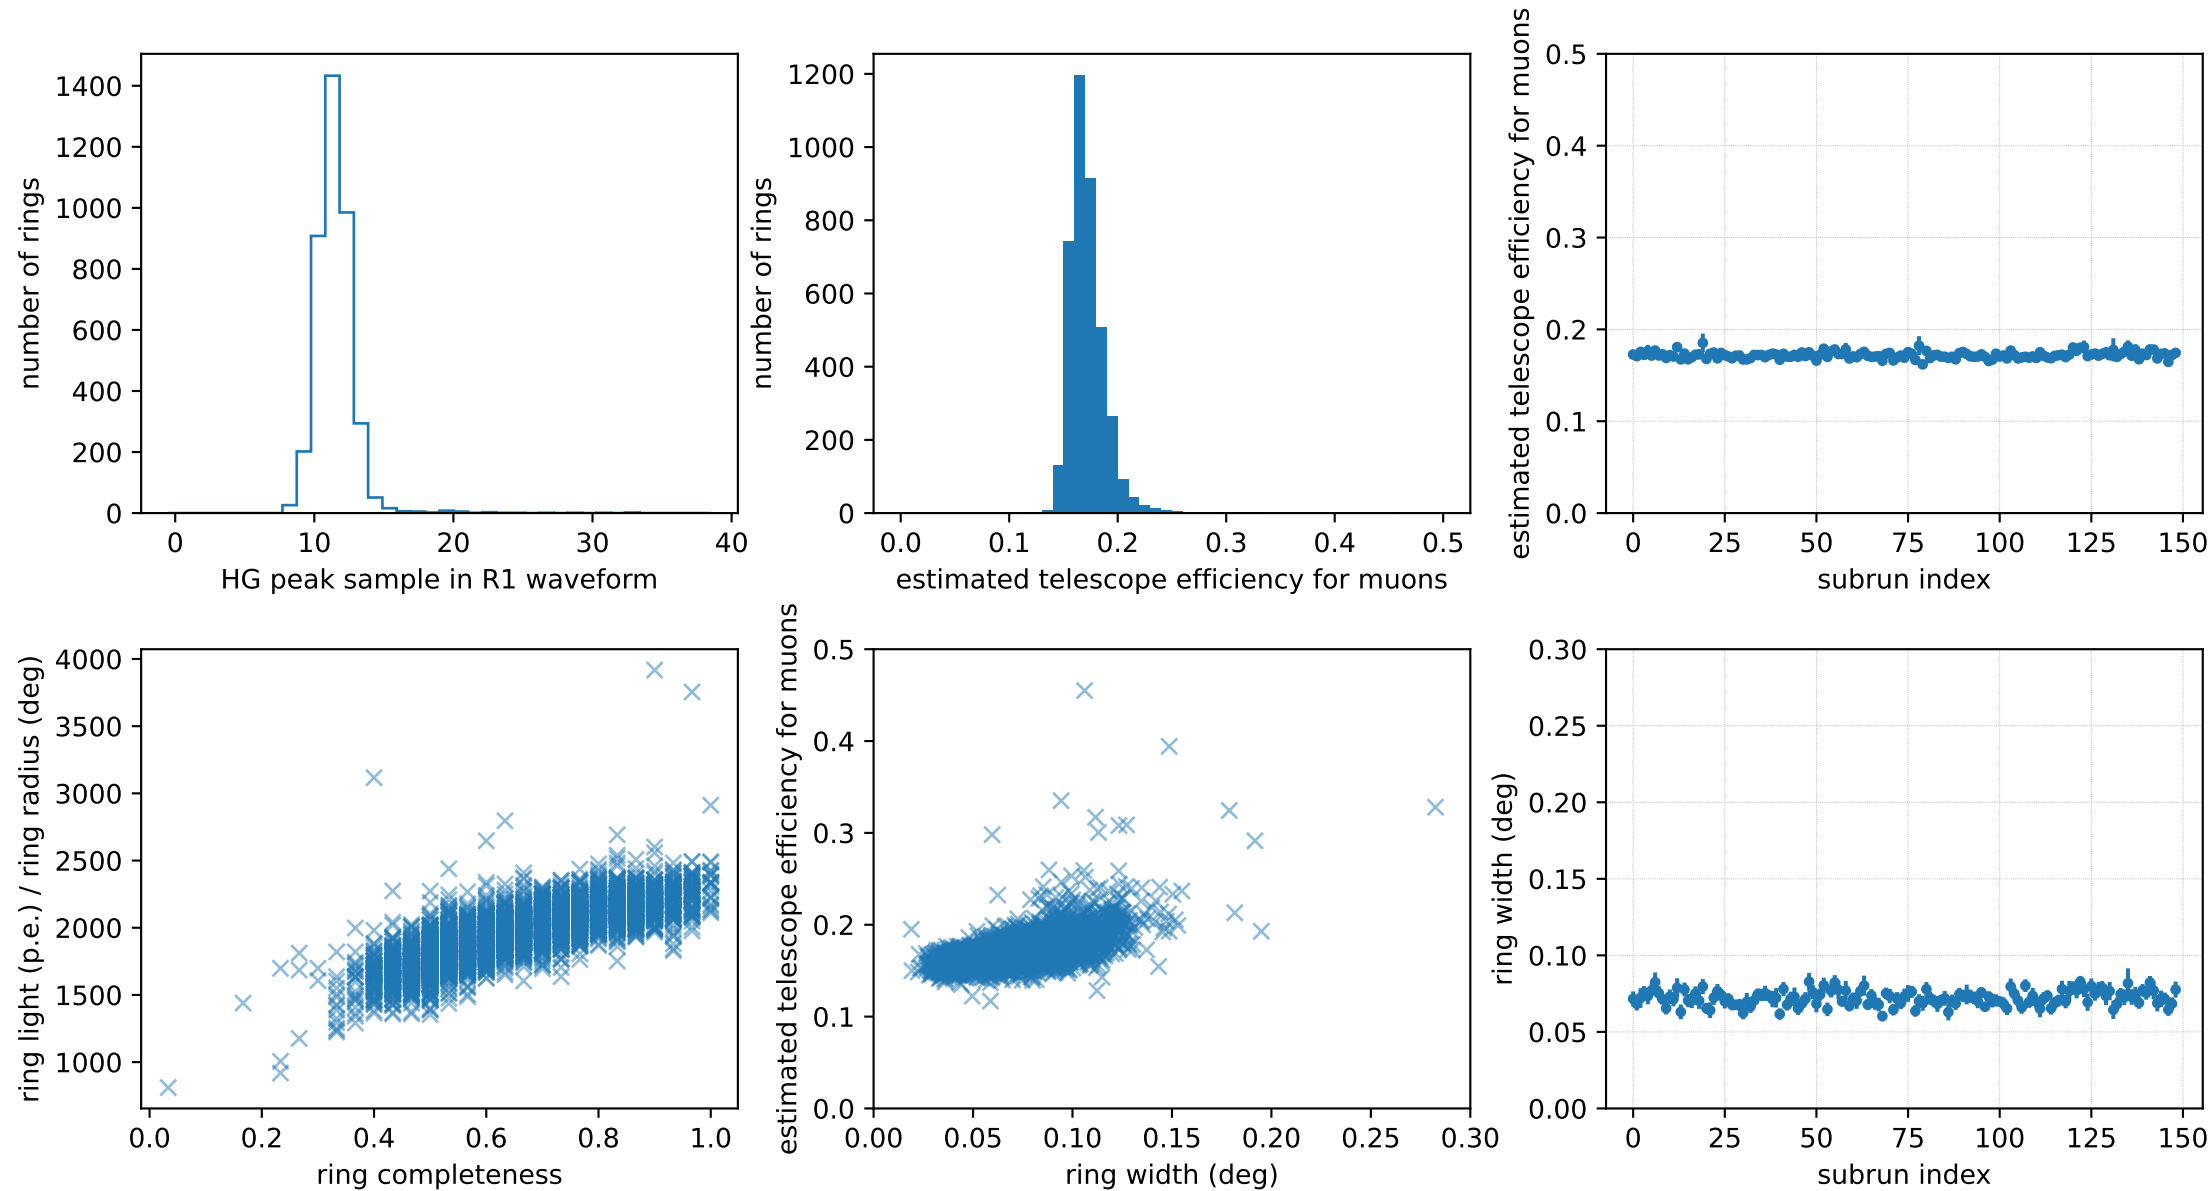 number of rings
1400
1200
1000
800
600
400
200
0
0 10 20 30 40
HG peak sample in R1 waveform
number of rings
1200
1000
800
600
400
200
0
0.0 0.1 0.2 0.3 0.4 0.5
estimated telescope efficiency for muons
estimated telescope efficiency for muons
0.5
0.4
0.3
0.2
0.1
0.0
0 25 50 75 100 125 150
subrun index
ring light (p.e.) / ring radius (deg)
4000
3500
3000
2500
2000
1500
1000
0.0 0.2 0.4 0.6 0.8 1.0
ring completeness
estimated telescope efficiency for muons
0.5
0.4
0.3
0.2
0.1
0.0
0.00 0.05 0.10 0.15 0.20 0.25 0.30
ring width (deg)
ring width (deg)
0.30
0.25
0.20
0.15
0.10
0.05
0.00
0 25 50 75 100 125 150
subrun index